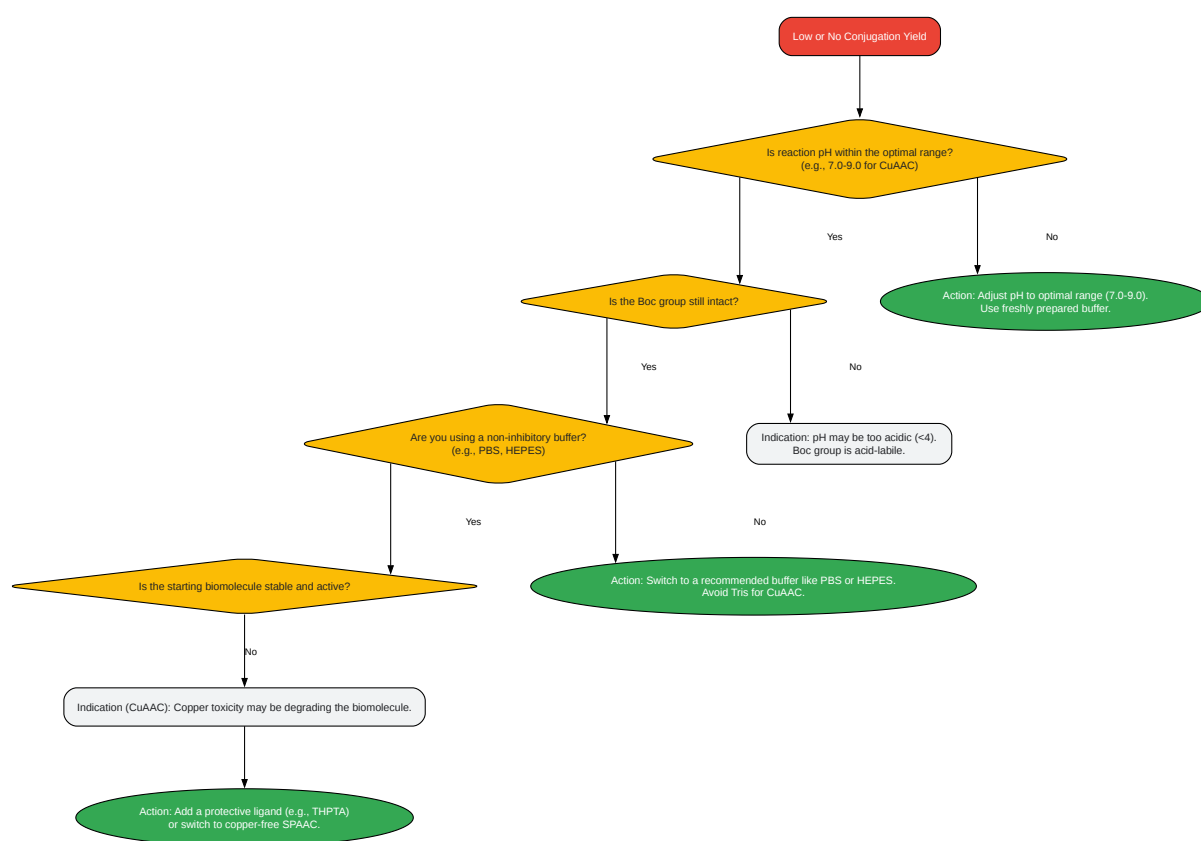 Low or No Conjugation Yield
Is reaction pH within the optimal range?
(e.g., 7.0-9.0 for CuAAC)
Yes
No
Is the Boc group still intact?
Action: Adjust pH to optimal range (7.0-9.0).
Use freshly prepared buffer.
Yes
No
Are you using a non-inhibitory buffer?
(e.g., PBS, HEPES)
Indication: pH may be too acidic (<4).
Boc group is acid-labile.
Yes
No
Is the starting biomolecule stable and active?
Action: Switch to a recommended buffer like PBS or HEPES.
Avoid Tris for CuAAC.
No
Indication (CuAAC): Copper toxicity may be degrading the biomolecule.
Action: Add a protective ligand (e.g., THPTA)
or switch to copper-free SPAAC.